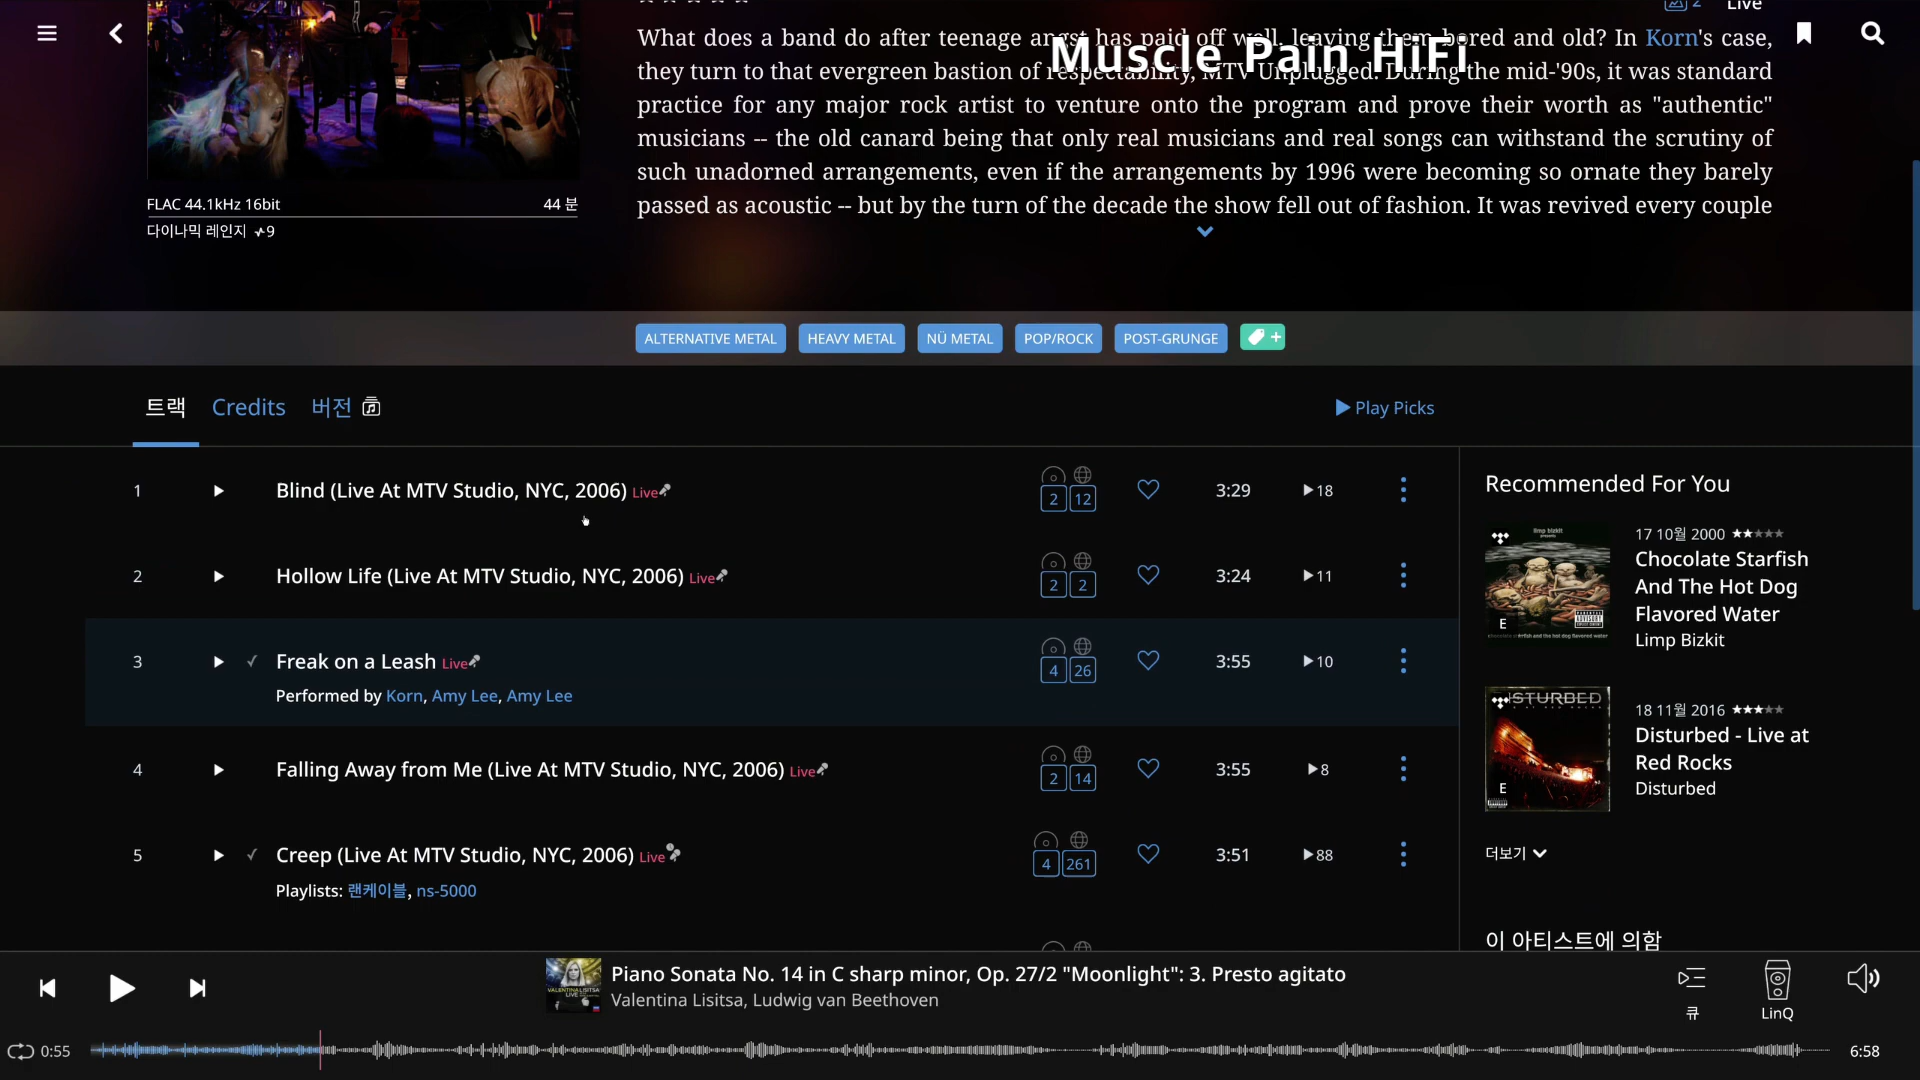 2 Live
What does a band do after teenage angst has paid off well, leaving them bored and old? In Korn's case,
Muscle Pain HiFi
they turn to that evergreen bastion of respectability, MTV Unplugged. During the mid-'90s, it was standard
practice for any major rock artist to venture onto the program and prove their worth as "authentic"
musicians -- the old canard being that only real musicians and real songs can withstand the scrutiny of
such unadorned arrangements, even if the arrangements by 1996 were becoming so ornate they barely
passed as acoustic -- but by the turn of the decade the show fell out of fashion. It was revived every couple
FLAC 44.1kHz 16bit 44 분
다이나믹 레인지 9
ALTERNATIVE METAL HEAVY METAL NÜ METAL POP/ROCK POST-GRUNGE +
트랙 Credits 버전 Play Picks
1 Blind (Live At MTV Studio, NYC, 2006) Live 2 12 3:29 18
2 Hollow Life (Live At MTV Studio, NYC, 2006) Live 2 2 3:24 11
3 ✓ Freak on a Leash Live 4 26 3:55 10
Performed by Korn, Amy Lee, Amy Lee
4 Falling Away from Me (Live At MTV Studio, NYC, 2006) Live 2 14 3:55 8
5 ✓ Creep (Live At MTV Studio, NYC, 2006) Live 4 261 3:51 88
Playlists: 랜케이블, ns-5000
Recommended For You
limp bizkit
E
17 10월 2000 ★★★★★
Chocolate Starfish
And The Hot Dog
Flavored Water
Limp Bizkit
ISTURBED
E
18 11월 2016 ★★★★★
Disturbed - Live at
Red Rocks
Disturbed
더보기
이 아티스트에 의함
VALENTINA LISITSA
LIVE
Piano Sonata No. 14 in C sharp minor, Op. 27/2 "Moonlight": 3. Presto agitato
Valentina Lisitsa, Ludwig van Beethoven
큐 LinQ
0:55 6:58